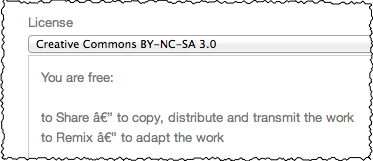 License
Creative Commons BY-NC-SA 3.0
You are free:
to Share â€” to copy, distribute and transmit the work
to Remix â€” to adapt the work